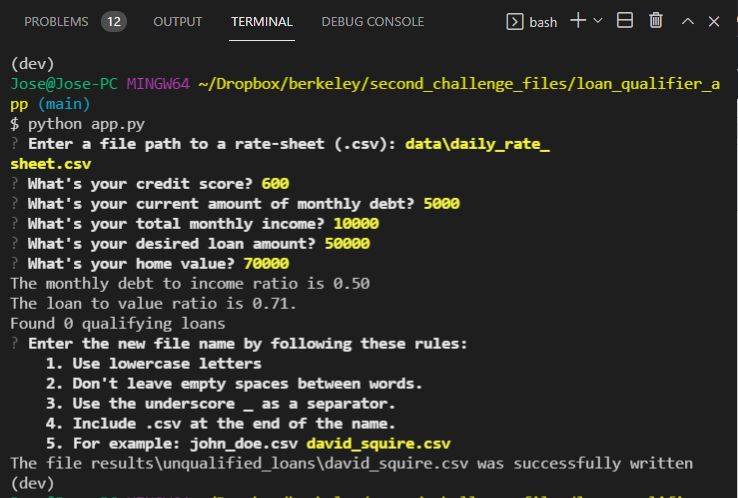 PROBLEMS 12 OUTPUT TERMINAL DEBUG CONSOLE bash
(dev)
Jose@Jose-PC MINGW64 ~/Dropbox/berkeley/second_challenge_files/loan_qualifier_a
pp (main)
$ python app.py
? Enter a file path to a rate-sheet (.csv): data\daily_rate_
sheet.csv
? What's your credit score? 600
? What's your current amount of monthly debt? 5000
? What's your total monthly income? 10000
? What's your desired loan amount? 50000
? What's your home value? 70000
The monthly debt to income ratio is 0.50
The loan to value ratio is 0.71.
Found 0 qualifying loans
? Enter the new file name by following these rules:
1. Use lowercase letters
2. Don't leave empty spaces between words.
3. Use the underscore _ as a separator.
4. Include .csv at the end of the name.
5. For example: john_doe.csv david_squire.csv
The file results\unqualified_loans\david_squire.csv was successfully written
(dev)